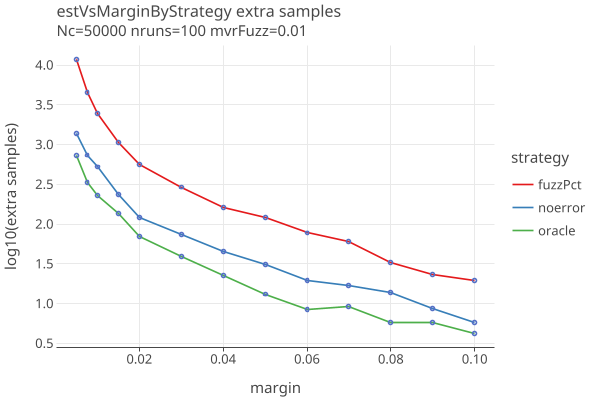 estVsMarginByStrategy extra samples
Nc=50000 nruns=100 mvrFuzz=0.01
log10(extra samples)
4.0
3.5
3.0
2.5
2.0
1.5
1.0
0.5
0.02
0.04
0.06
0.08
0.10
margin
strategy
fuzzPct
noerror
oracle